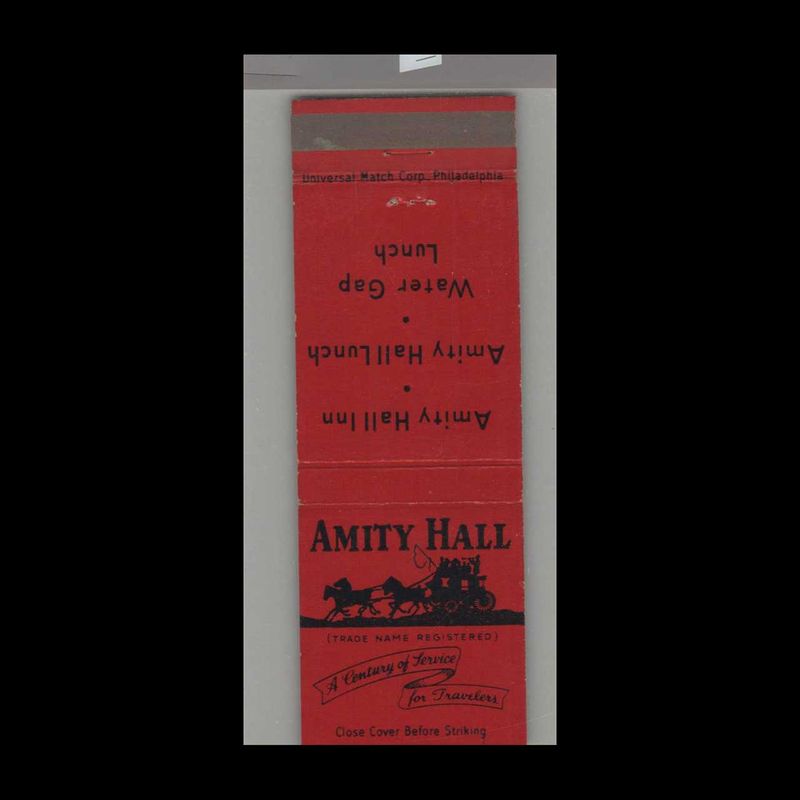 Universal Match Corp. Philadelphia
Amity Hall Inn
•
Amity Hall Lunch
•
Water Gap
Lunch
AMITY HALL
(TRADE NAME REGISTERED)
A Century of Service
for Travelers
Close Cover Before Striking